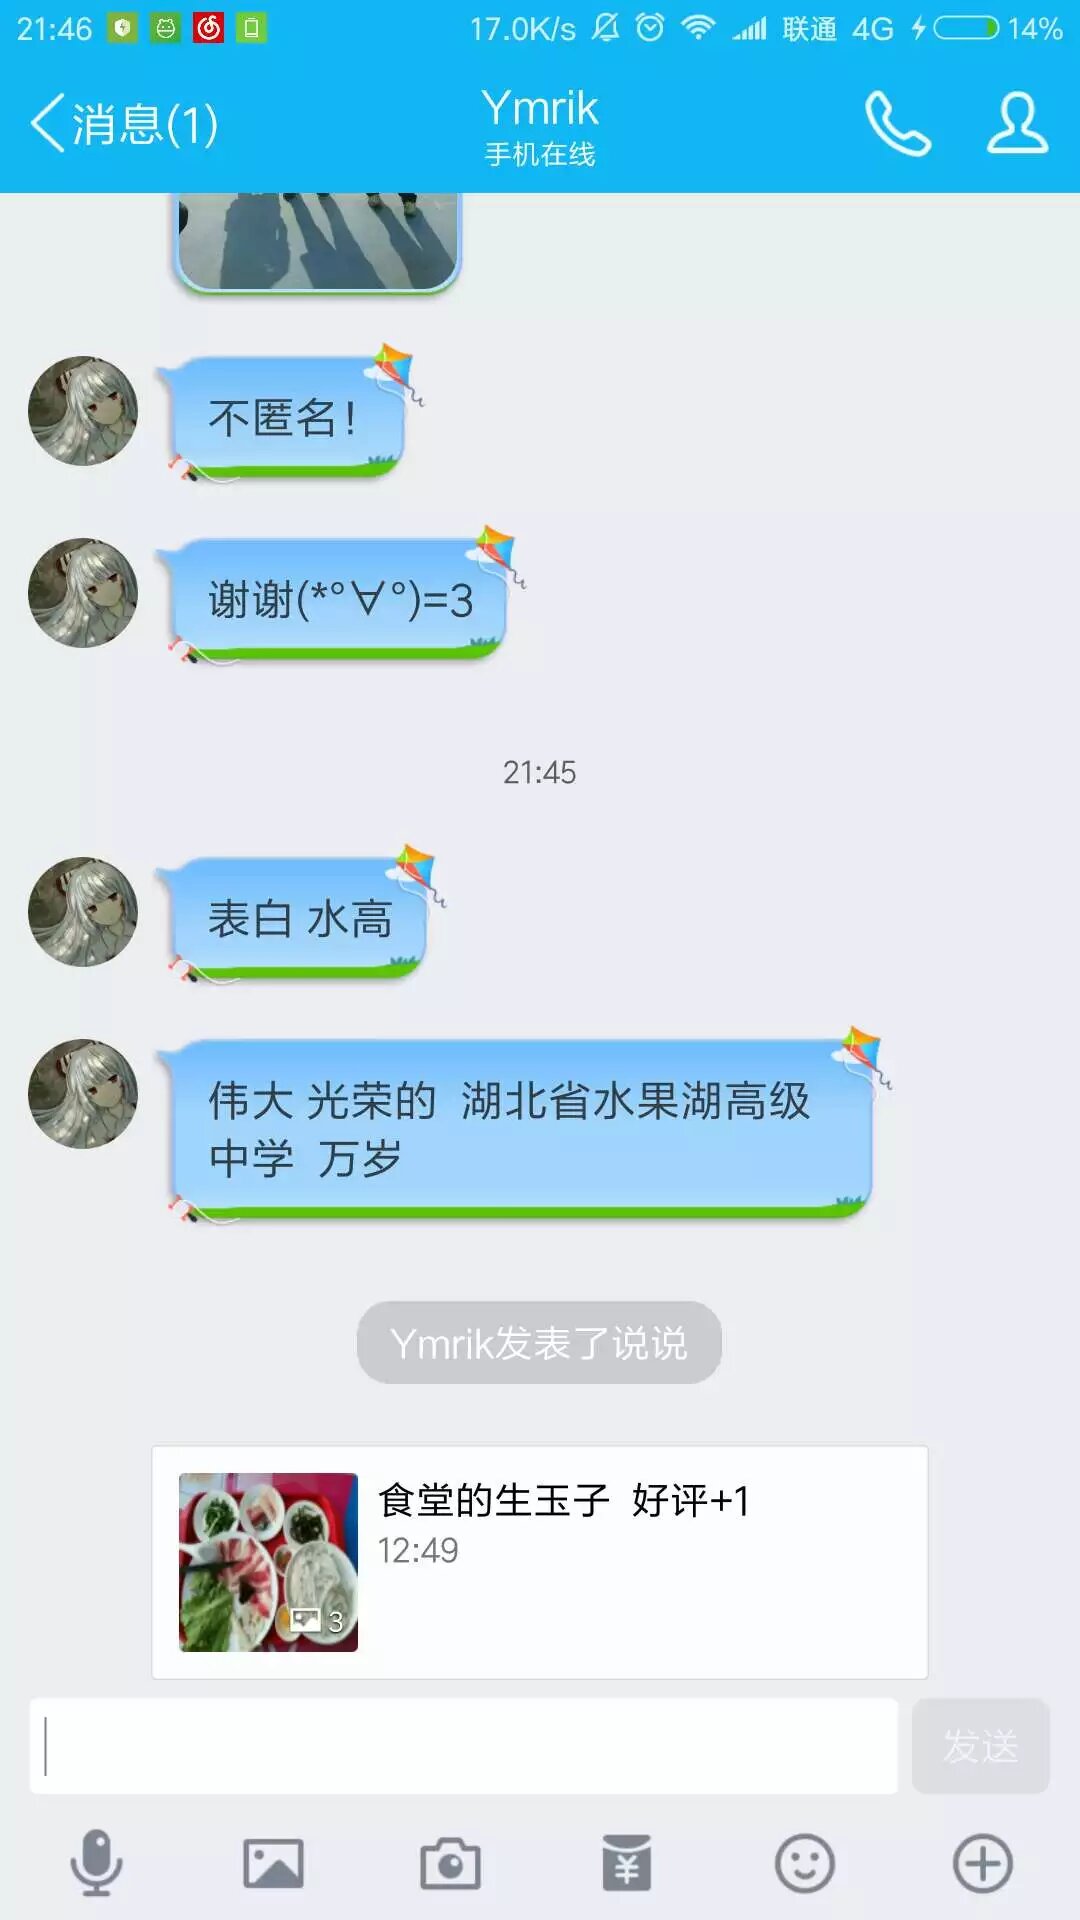 21:46
17.0K/s
联通 4G
14%
消息(1)
Ymrik
手机在线
不匿名!
谢谢(*°∀°)=3
21:45
表白 水高
伟大 光荣的 湖北省水果湖高级
中学 万岁
Ymrik发表了说说
食堂的生玉子 好评+1
12:49
3
发送
¥